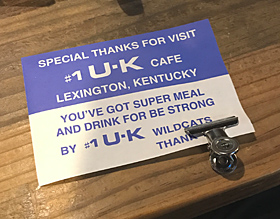 SPECIAL THANKS FOR VISIT
#1 U·K CAFE
LEXINGTON, KENTUCKY
YOU'VE GOT SUPER MEAL
AND DRINK FOR BE STRONG
BY #1 U·K WILDCATS